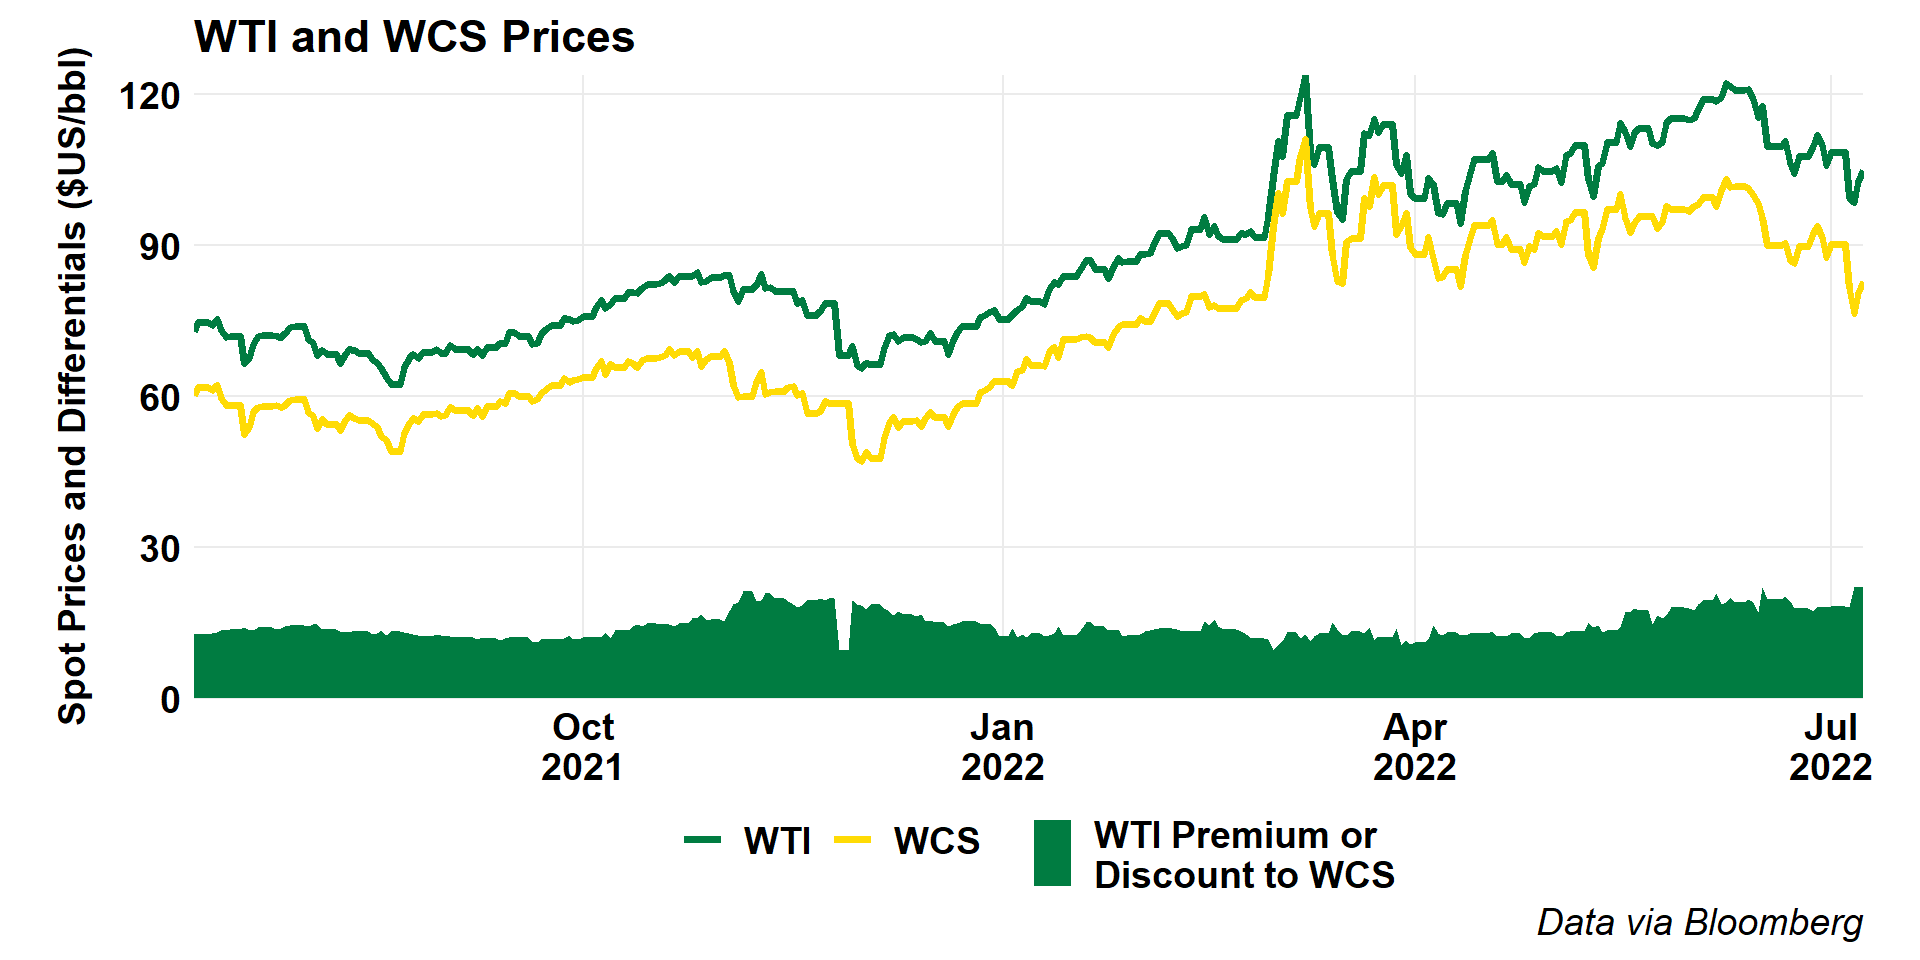 WTI and WCS Prices
Spot Prices and Differentials ($US/bbl)
120
90
60
30
0
Oct
2021
Jan
2022
Apr
2022
Jul
2022
WTI
WCS
WTI Premium or
Discount to WCS
Data via Bloomberg